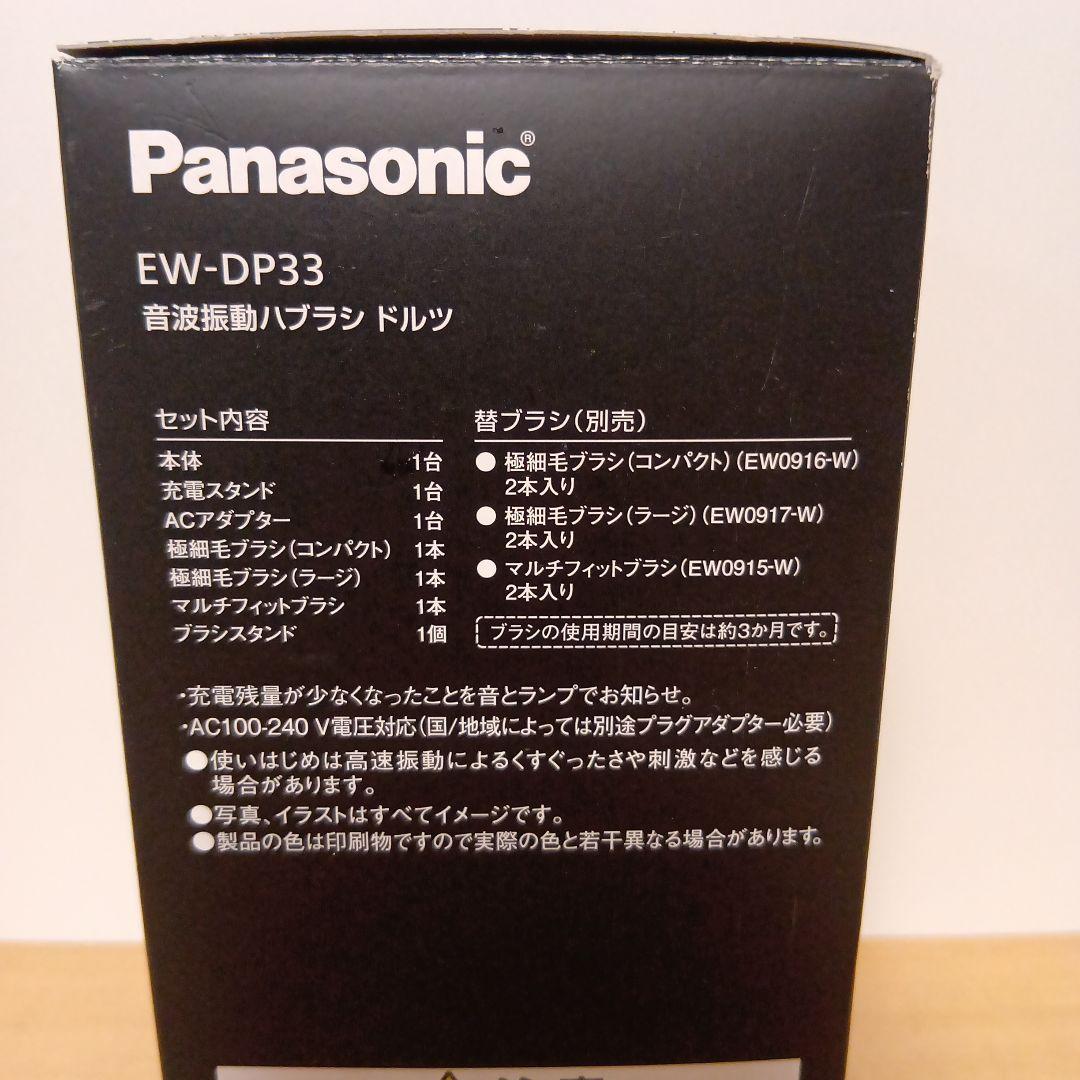 Panasonic®
EW-DP33
音波振動ハブラシ ドルツ
セット内容
本体 1台
充電スタンド 1台
ACアダプター 1台
極細毛ブラシ(コンパクト) 1本
極細毛ブラシ(ラージ) 1本
マルチフィットブラシ 1本
ブラシスタンド 1個
替ブラシ(別売)
● 極細毛ブラシ(コンパクト)(EW0916-W)
2本入り
● 極細毛ブラシ(ラージ)(EW0917-W)
2本入り
● マルチフィットブラシ(EW0915-W)
2本入り
ブラシの使用期間の目安は約3か月です。
・充電残量が少なくなったことを音とランプでお知らせ。
・AC100-240 V電圧対応(国/地域によっては別途プラグアダプター必要)
●使いはじめは高速振動によるくすぐったさや刺激などを感じる
場合があります。
●写真、イラストはすべてイメージです。
●製品の色は印刷物ですので実際の色と若干異なる場合があります。